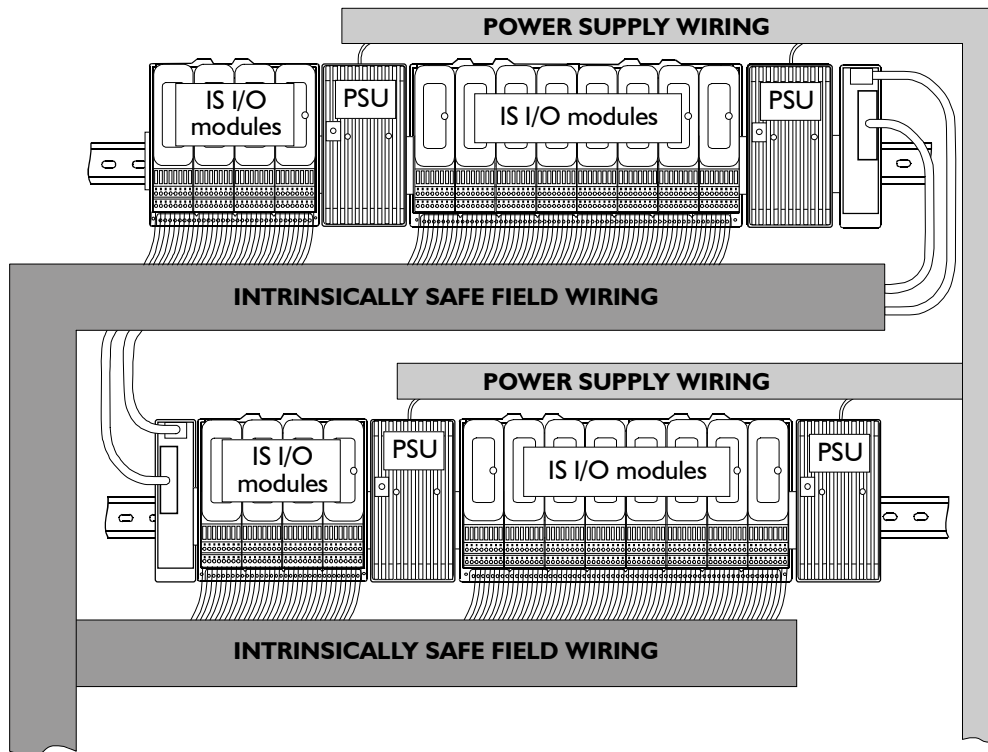 POWER SUPPLY WIRING
IS I/O
modules
PSU
IS I/O modules
PSU
INTRINSICALLY SAFE FIELD WIRING
POWER SUPPLY WIRING
IS I/O
modules
PSU
IS I/O modules
PSU
INTRINSICALLY SAFE FIELD WIRING